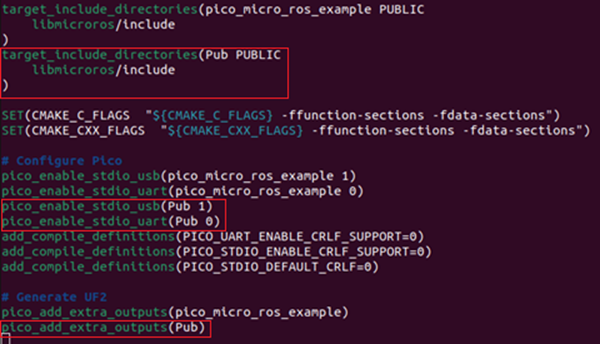 target_include_directories(pico_micro_ros_example PUBLIC
    libmicroros/include
)
target_include_directories(Pub PUBLIC
    libmicroros/include
)
SET(CMAKE_C_FLAGS  "${CMAKE_C_FLAGS} -ffunction-sections -fdata-sections")
SET(CMAKE_CXX_FLAGS  "${CMAKE_CXX_FLAGS} -ffunction-sections -fdata-sections")
# Configure Pico
pico_enable_stdio_usb(pico_micro_ros_example 1)
pico_enable_stdio_uart(pico_micro_ros_example 0)
pico_enable_stdio_usb(Pub 1)
pico_enable_stdio_uart(Pub 0)
add_compile_definitions(PICO_UART_ENABLE_CRLF_SUPPORT=0)
add_compile_definitions(PICO_STDIO_ENABLE_CRLF_SUPPORT=0)
add_compile_definitions(PICO_STDIO_DEFAULT_CRLF=0)
# Generate UF2
pico_add_extra_outputs(pico_micro_ros_example)
pico_add_extra_outputs(Pub)